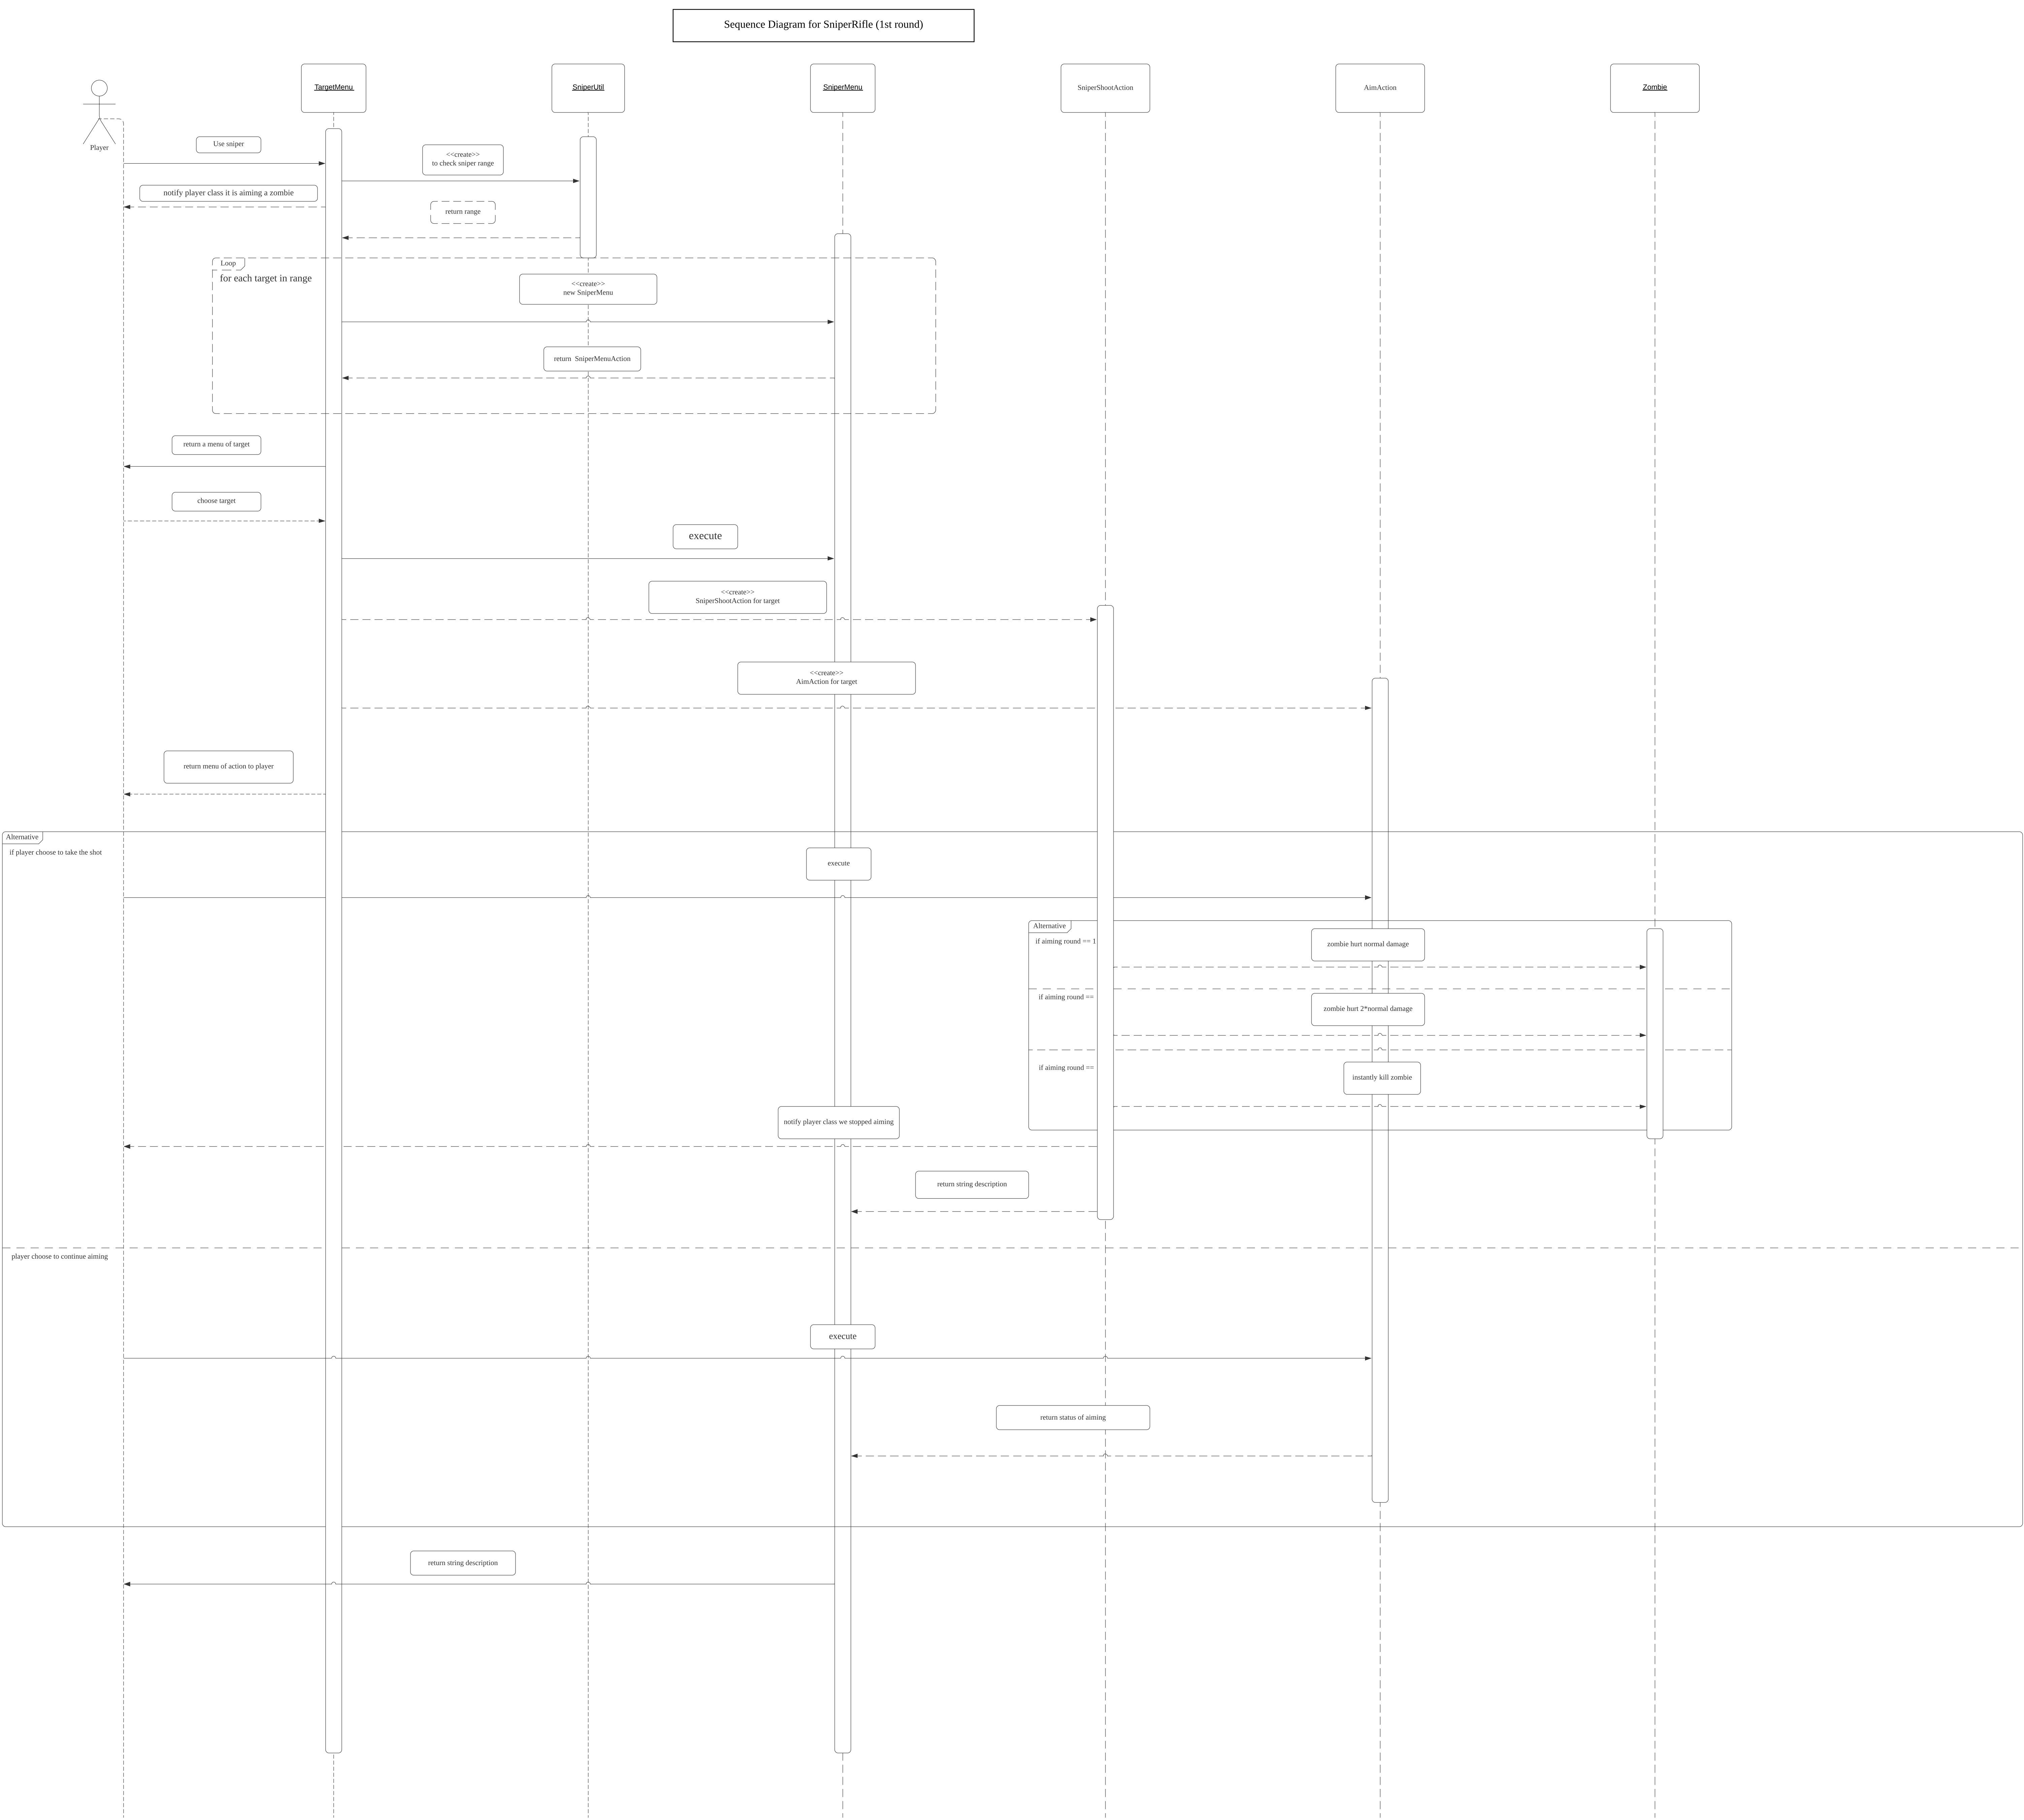 Sequence Diagram for SniperRifle (1st round)
TargetMenu
SniperUtil
SniperMenu
SniperShootAction
AimAction
Zombie
Player
Use sniper
<<create>>
to check sniper range
notify player class it is aiming a zombie
return range
Loop
for each target in range
<<create>>
new SniperMenu
return  SniperMenuAction
return a menu of target
choose target
execute
<<create>>
SniperShootAction for target
<<create>>
AimAction for target
return menu of action to player
Alternative
if player choose to take the shot
execute
Alternative
if aiming round == 1
zombie hurt normal damage
if aiming round ==
zombie hurt 2*normal damage
if aiming round ==
instantly kill zombie
notify player class we stopped aiming
return string description
player choose to continue aiming
execute
return status of aiming
return string description